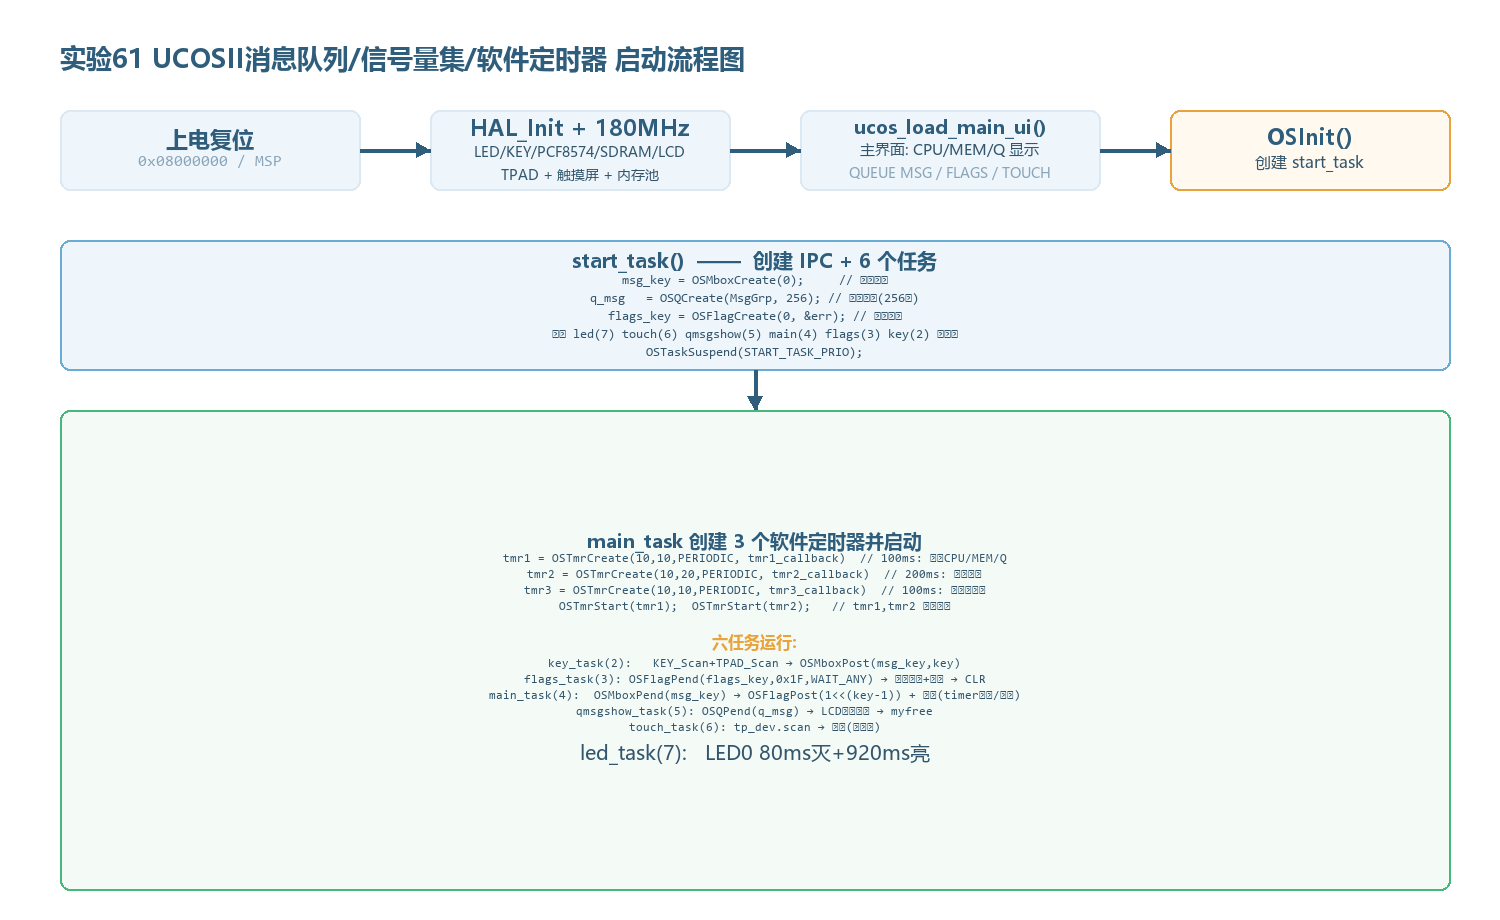 实验61 UCOSII消息队列/信号量集/软件定时器 启动流程图
上电复位
0x08000000 / MSP
HAL_Init + 180MHz
LED/KEY/PCF8574/SDRAM/LCD
TPAD + 触摸屏 + 内存池
ucos_load_main_ui()
主界面: CPU/MEM/Q 显示
QUEUE MSG / FLAGS / TOUCH
OSInit()
创建 start_task
start_task() —— 创建 IPC + 6 个任务
msg_key = OSMboxCreate(0); //
q_msg = OSQCreate(MsgGrp, 256); // (256)
flags_key = OSFlagCreate(0, &err); //
led(7) touch(6) qmsgshow(5) main(4) flags(3) key(2)
OSTaskSuspend(START_TASK_PRIO);
main_task 创建 3 个软件定时器并启动
tmr1 = OSTmrCreate(10,10,PERIODIC, tmr1_callback) // 100ms: CPU/MEM/Q
tmr2 = OSTmrCreate(10,20,PERIODIC, tmr2_callback) // 200ms:
tmr3 = OSTmrCreate(10,10,PERIODIC, tmr3_callback) // 100ms:
OSTmrStart(tmr1); OSTmrStart(tmr2); // tmr1,tmr2
六任务运行:
key_task(2): KEY_Scan+TPAD_Scan → OSMboxPost(msg_key,key)
flags_task(3): OSFlagPend(flags_key,0x1F,WAIT_ANY) → + → CLR
main_task(4): OSMboxPend(msg_key) → OSFlagPost(1<<(key-1)) + (timer/)
qmsgshow_task(5): OSQPend(q_msg) → LCD → myfree
touch_task(6): tp_dev.scan → ()
led_task(7): LED0 80ms灭+920ms亮